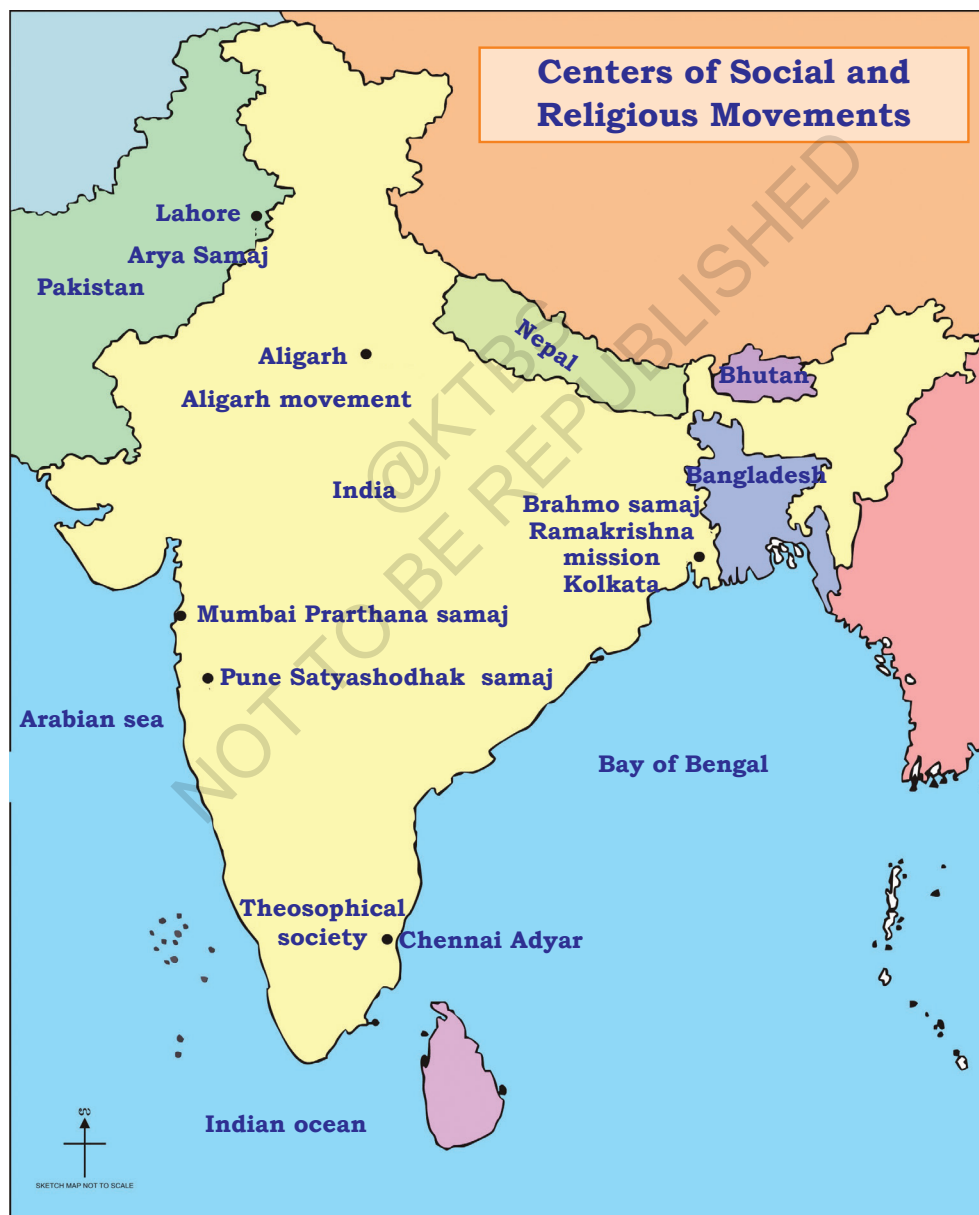 Centers of Social and
Religious Movements
Lahore
Arya Samaj
Pakistan
Nepal
Aligarh
Bhutan
Aligarh movement
Bangladesh
India
Brahmo samaj
Ramakrishna
mission
Kolkata
Mumbai Prarthana samaj
Pune Satyashodhak samaj
Arabian sea
Bay of Bengal
Theosophical
society
Chennai Adyar
Indian ocean
SKETCH MAP NOT TO SCALE
@KTBS
NOT TO BE REPUBLISHED